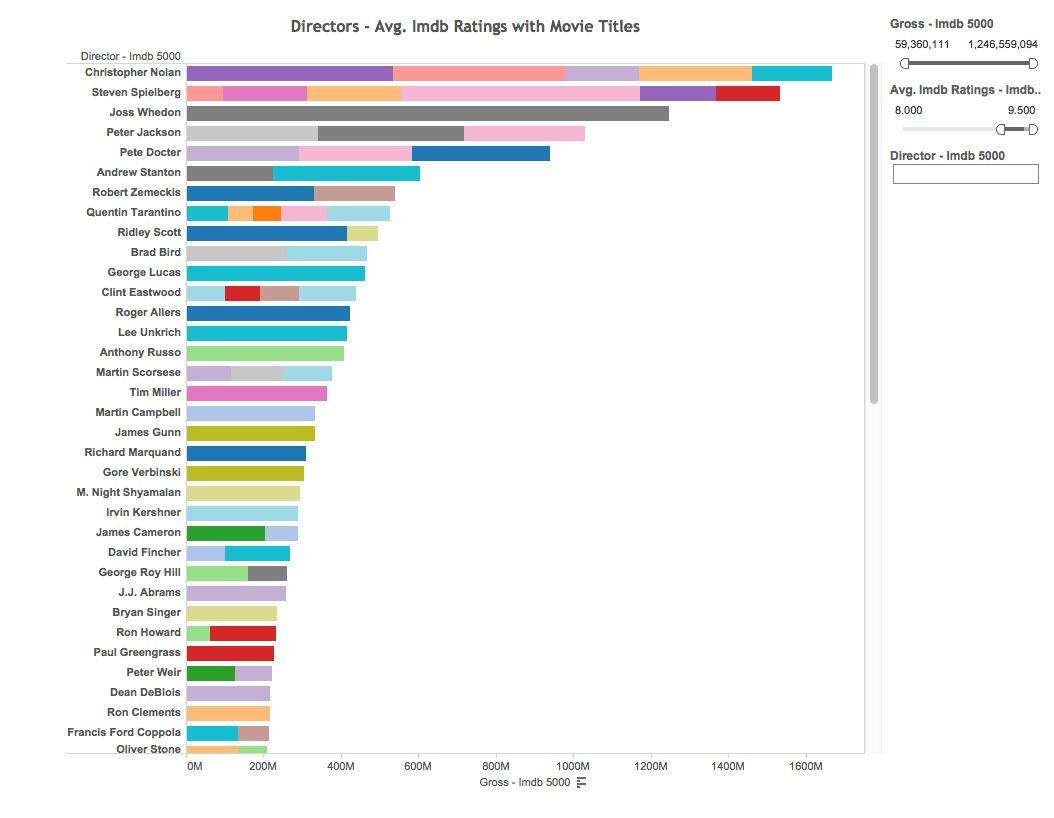 Directors - Avg. Imdb Ratings with Movie Titles
Director - Imdb 5000
Christopher Nolan
Steven Spielberg
Joss Whedon
Peter Jackson
Pete Docter
Andrew Stanton
Robert Zemeckis
Quentin Tarantino
Ridley Scott
Brad Bird
George Lucas
Clint Eastwood
Roger Allers
Lee Unkrich
Anthony Russo
Martin Scorsese
Tim Miller
Martin Campbell
James Gunn
Richard Marquand
Gore Verbinski
M. Night Shyamalan
Irvin Kershner
James Cameron
David Fincher
George Roy Hill
J.J. Abrams
Bryan Singer
Ron Howard
Paul Greengrass
Peter Weir
Dean DeBlois
Ron Clements
Francis Ford Coppola
Oliver Stone
0M 200M 400M 600M 800M 1000M 1200M 1400M 1600M
Gross - Imdb 5000
Gross - Imdb 5000
59,360,111 1,246,559,094
Avg. Imdb Ratings - Imdb..
8.000 9.500
Director - Imdb 5000